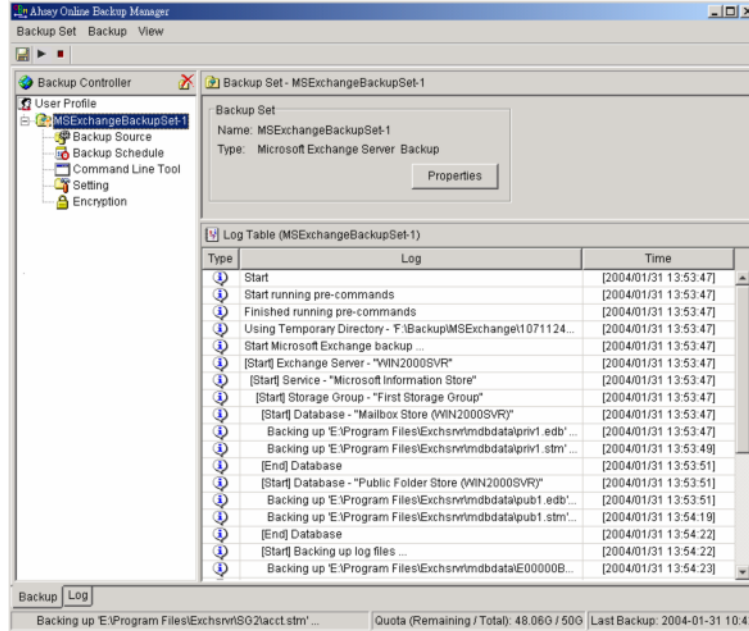 Ahsay Online Backup Manager
Backup Set Backup View
Backup Controller
User Profile
MSExchangeBackupSet-1
Backup Source
Backup Schedule
Command Line Tool
Setting
Encryption
Backup Set - MSExchangeBackupSet-1
Backup Set
Name: MSExchangeBackupSet-1
Type: Microsoft Exchange Server Backup
Properties
Log Table (MSExchangeBackupSet-1)
Type Log Time
Start [2004/01/31 13:53:47]
Start running pre-commands [2004/01/31 13:53:47]
Finished running pre-commands [2004/01/31 13:53:47]
Using Temporary Directory - 'F:\Backup\MSExchange\1071124... [2004/01/31 13:53:47]
Start Microsoft Exchange backup ... [2004/01/31 13:53:47]
[Start] Exchange Server - "WIN2000SVR" [2004/01/31 13:53:47]
[Start] Service - "Microsoft Information Store" [2004/01/31 13:53:47]
[Start] Storage Group - "First Storage Group" [2004/01/31 13:53:47]
[Start] Database - "Mailbox Store (WIN2000SVR)" [2004/01/31 13:53:47]
Backing up 'E:\Program Files\Exchsrvr\mdbdata\priv1.edb' ... [2004/01/31 13:53:47]
Backing up 'E:\Program Files\Exchsrvr\mdbdata\priv1.stm' ... [2004/01/31 13:53:49]
[End] Database [2004/01/31 13:53:51]
[Start] Database - "Public Folder Store (WIN2000SVR)" [2004/01/31 13:53:51]
Backing up 'E:\Program Files\Exchsrvr\mdbdata\pub1.edb'... [2004/01/31 13:53:51]
Backing up 'E:\Program Files\Exchsrvr\mdbdata\pub1.stm'... [2004/01/31 13:54:19]
[End] Database [2004/01/31 13:54:22]
[Start] Backing up log files ... [2004/01/31 13:54:22]
Backing up 'E:\Program Files\Exchsrvr\mdbdata\E00000B... [2004/01/31 13:54:23]
Backup Log
Backing up 'E:\Program Files\Exchsrvr\SG2\acct.stm' ... Quota (Remaining / Total): 48.06G / 50G Last Backup: 2004-01-31 10:4